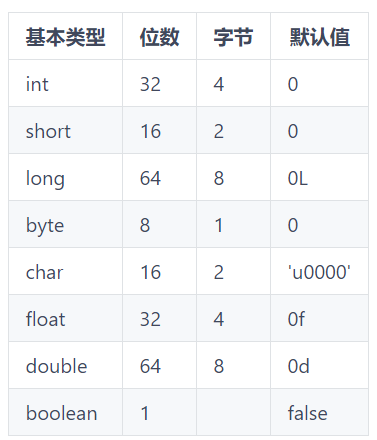 基本类型 位数 字节 默认值
int 32 4 0
short 16 2 0
long 64 8 0L
byte 8 1 0
char 16 2 'u0000'
float 32 4 0f
double 64 8 0d
boolean 1 false